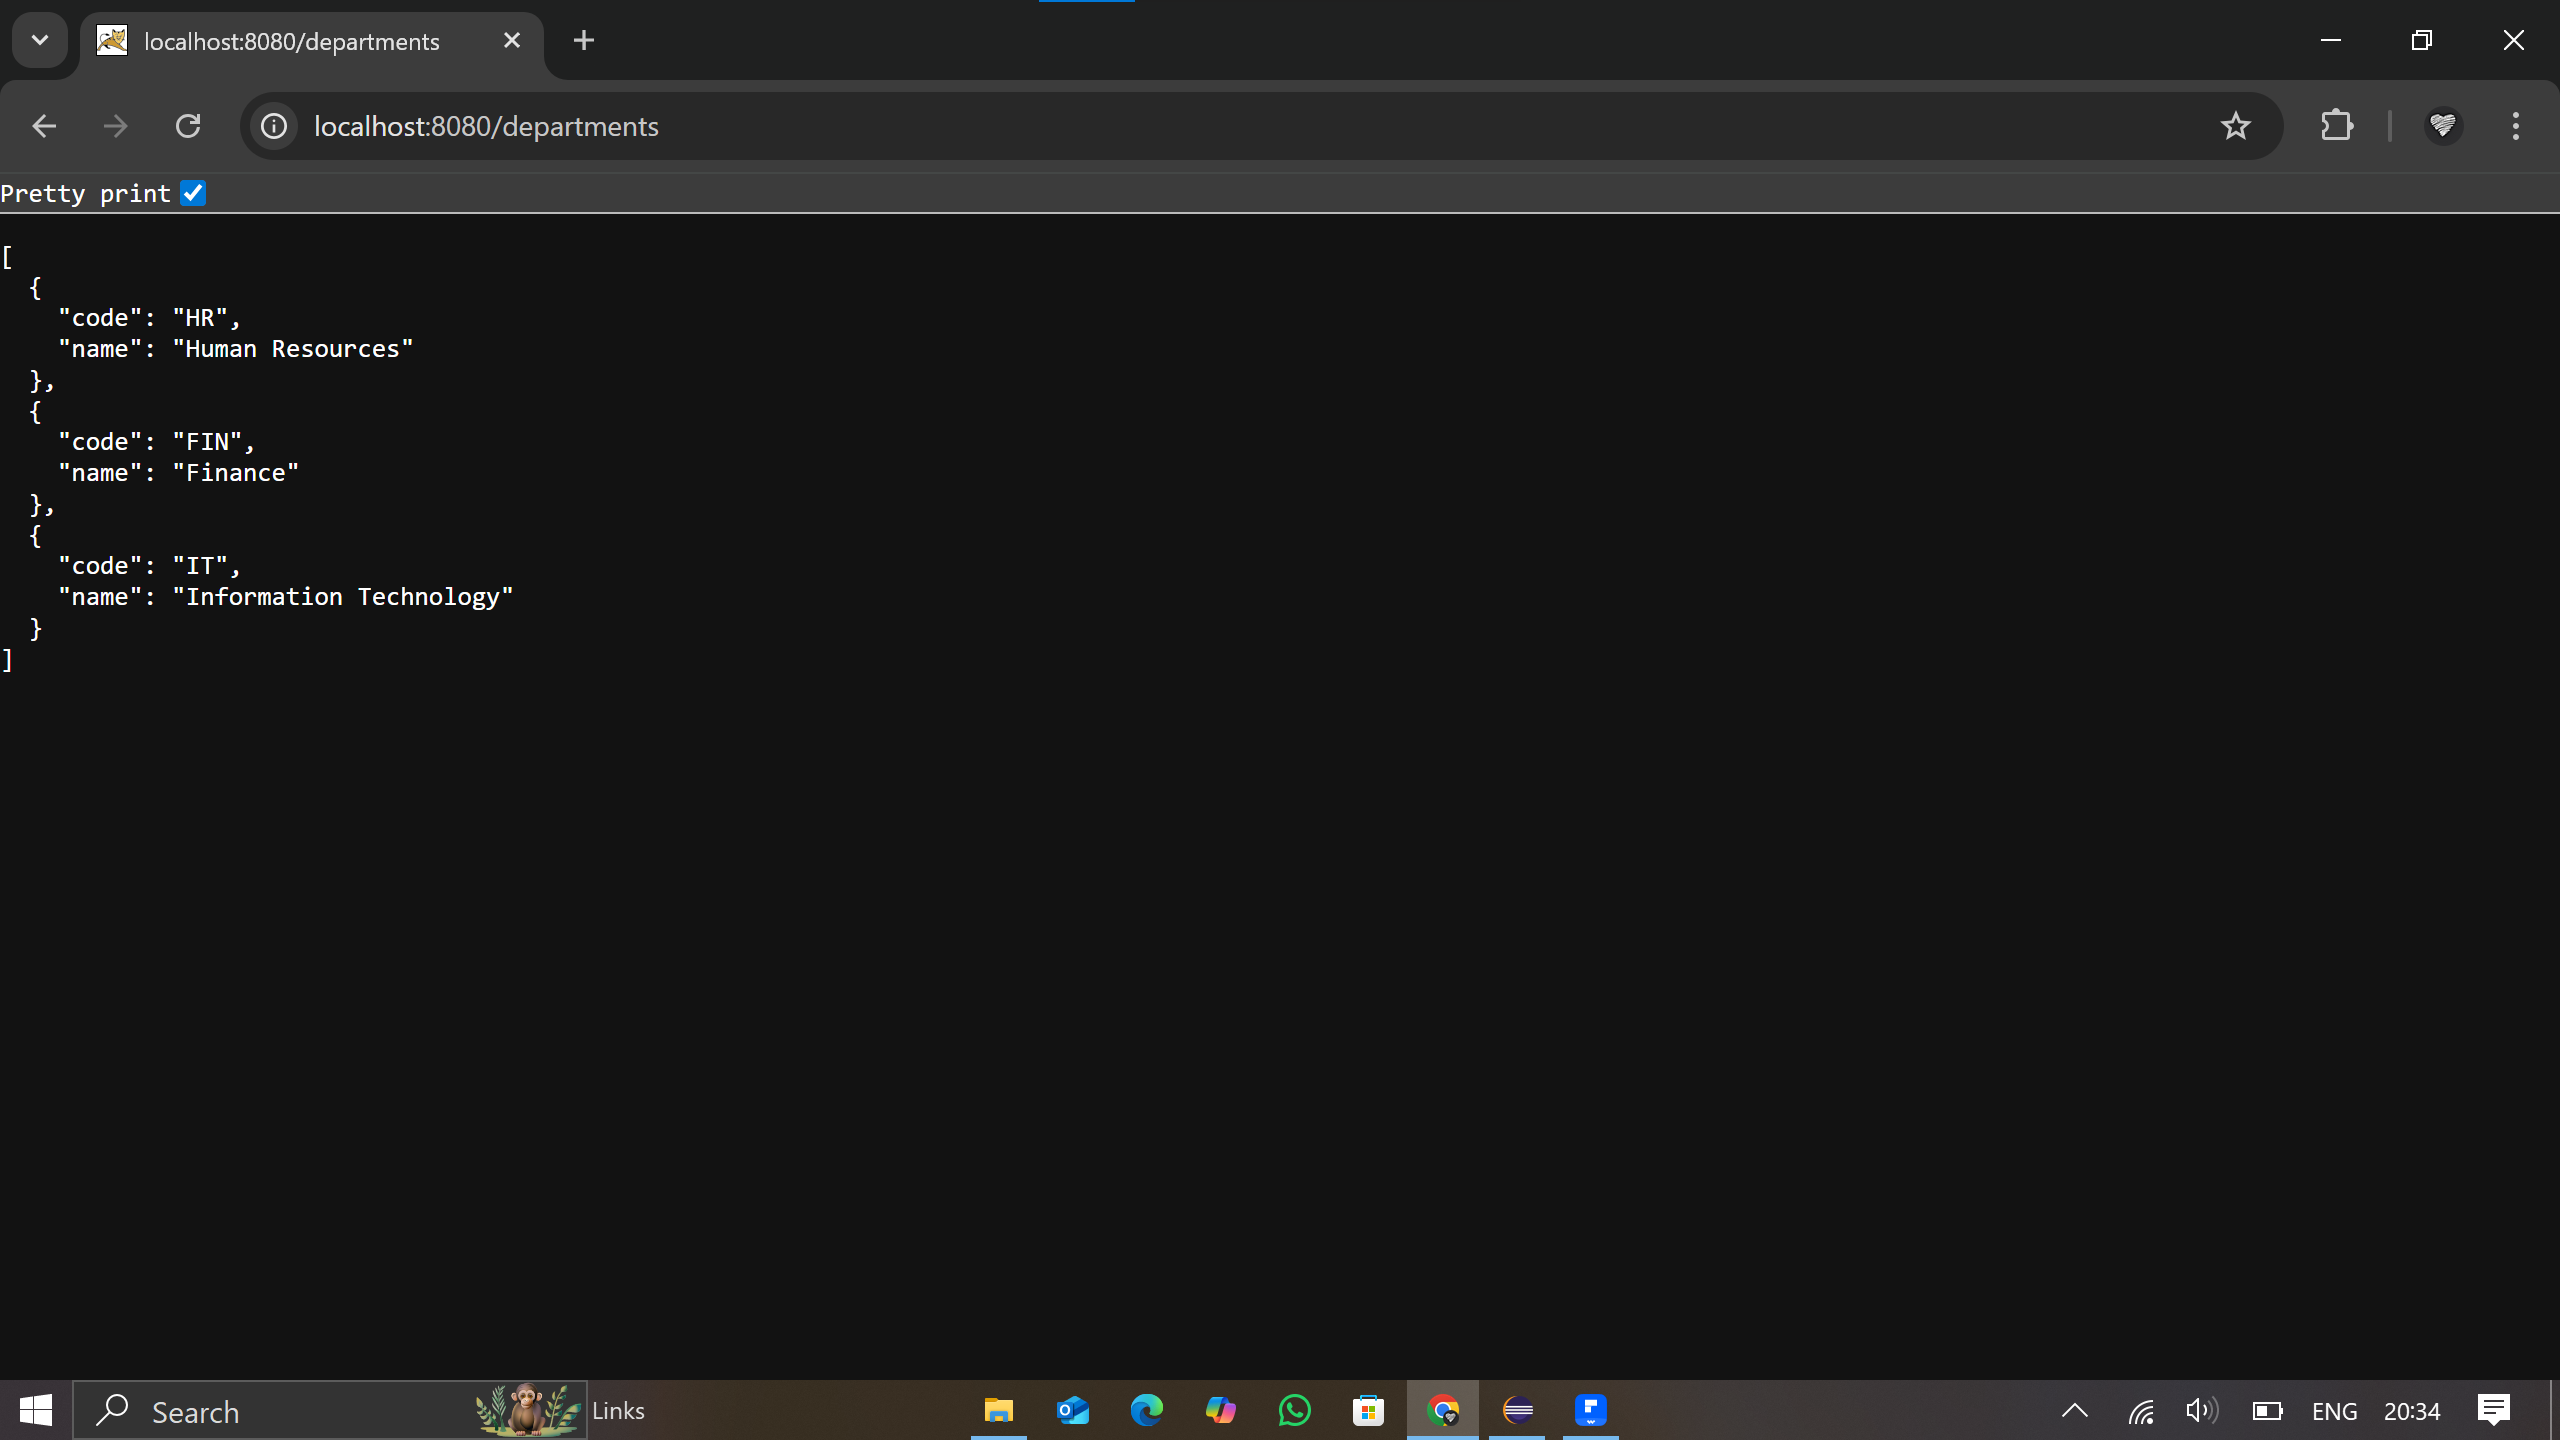 localhost:8080/departments
localhost:8080/departments
Pretty print
[
  {
    "code": "HR",
    "name": "Human Resources"
  },
  {
    "code": "FIN",
    "name": "Finance"
  },
  {
    "code": "IT",
    "name": "Information Technology"
  }
]
Search
Links
ENG
20:34